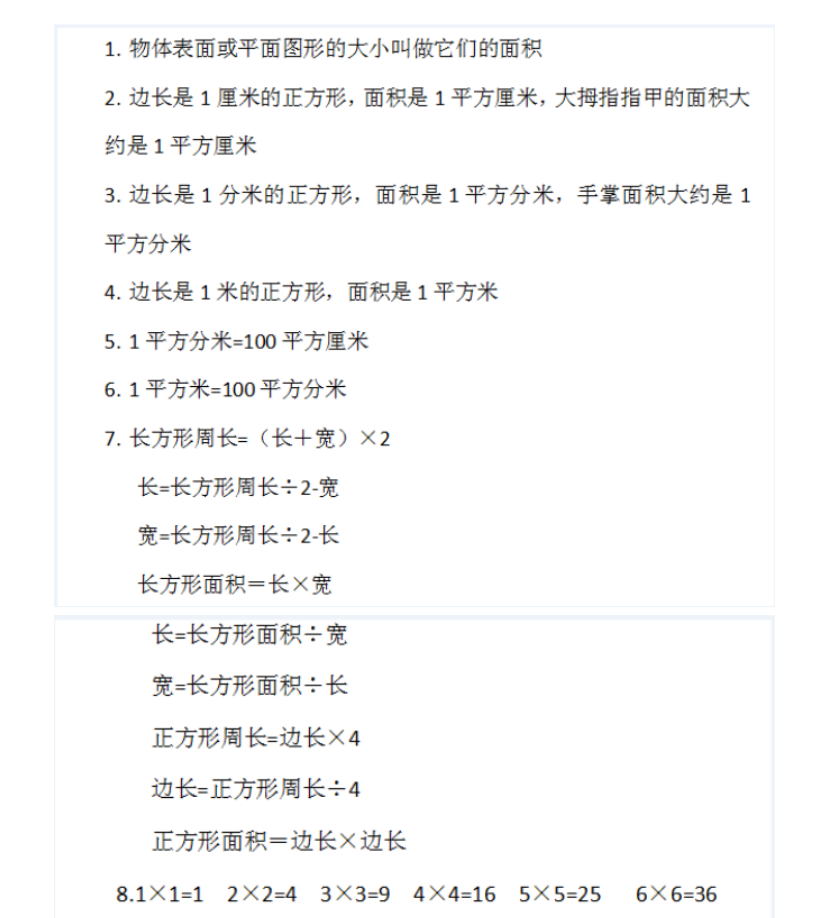 1. 物体表面或平面图形的大小叫做它们的面积
2. 边长是 1 厘米的正方形，面积是 1 平方厘米，大拇指指甲的面积大
约是 1 平方厘米
3. 边长是 1 分米的正方形，面积是 1 平方分米，手掌面积大约是 1
平方分米
4. 边长是 1 米的正方形，面积是 1 平方米
5. 1 平方分米=100 平方厘米
6. 1 平方米=100 平方分米
7. 长方形周长=（长＋宽）×2
长=长方形周长÷2-宽
宽=长方形周长÷2-长
长方形面积＝长×宽
长=长方形面积÷宽
宽=长方形面积÷长
正方形周长=边长×4
边长=正方形周长÷4
正方形面积＝边长×边长
8.1×1=1 2×2=4 3×3=9 4×4=16 5×5=25 6×6=36